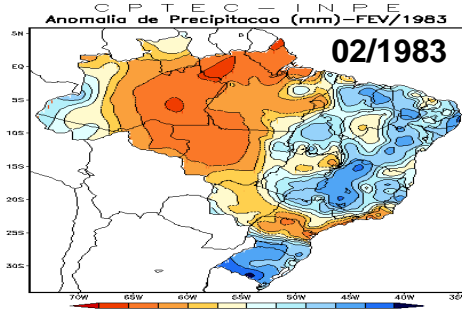 CPTEC-INPE
Anomalia de Precipitacao (mm)-FEV/1983
02/1983
5N
EQ
5S
10S
15S
20S
25S
30S
70W 65W 60W 55W 50W 45W 40W 35W